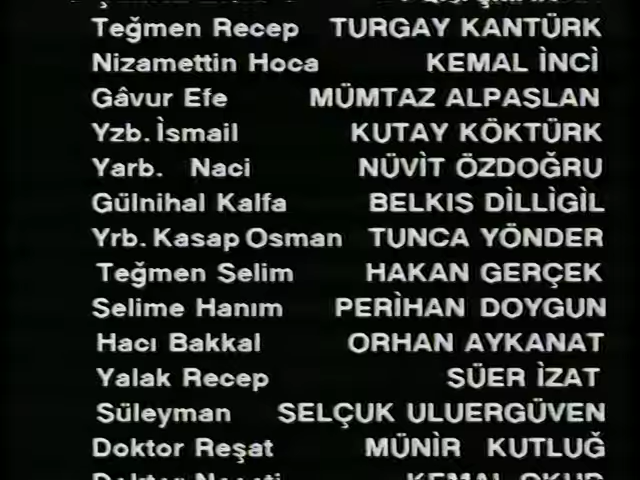 Teğmen Recep TURGAY KANTÜRK
Nizamettin Hoca KEMAL İNCİ
Gâvur Efe MÜMTAZ ALPASLAN
Yzb. İsmail KUTAY KÖKTÜRK
Yarb. Naci NÜVİT ÖZDOĞRU
Gülnihal Kalfa BELKIS DİLLİGİL
Yrb. Kasap Osman TUNCA YÖNDER
Teğmen Selim HAKAN GERÇEK
Selime Hanım PERİHAN DOYGUN
Hacı Bakkal ORHAN AYKANAT
Yalak Recep SÜER İZAT
Süleyman SELÇUK ULUERGÜVEN
Doktor Reşat MÜNİR KUTLUĞ